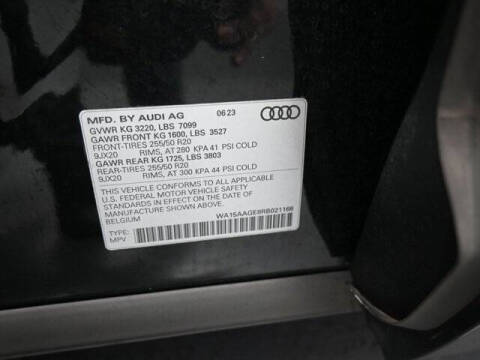 MFD. BY AUDI AG 06 23
GVWR KG 3220, LBS 7099
GAWR FRONT KG 1600, LBS 3527
FRONT-TIRES 255/50 R20
9JX20 RIMS, AT 280 KPA 41 PSI COLD
GAWR REAR KG 1725, LBS 3803
REAR-TIRES 255/50 R20
9JX20 RIMS, AT 300 KPA 44 PSI COLD
THIS VEHICLE CONFORMS TO ALL APPLICABLE
U.S. FEDERAL MOTOR VEHICLE SAFETY
STANDARDS IN EFFECT ON THE DATE OF
MANUFACTURE SHOWN ABOVE.
BELGIUM
WA15AAGE8RB021166
TYPE:
MPV